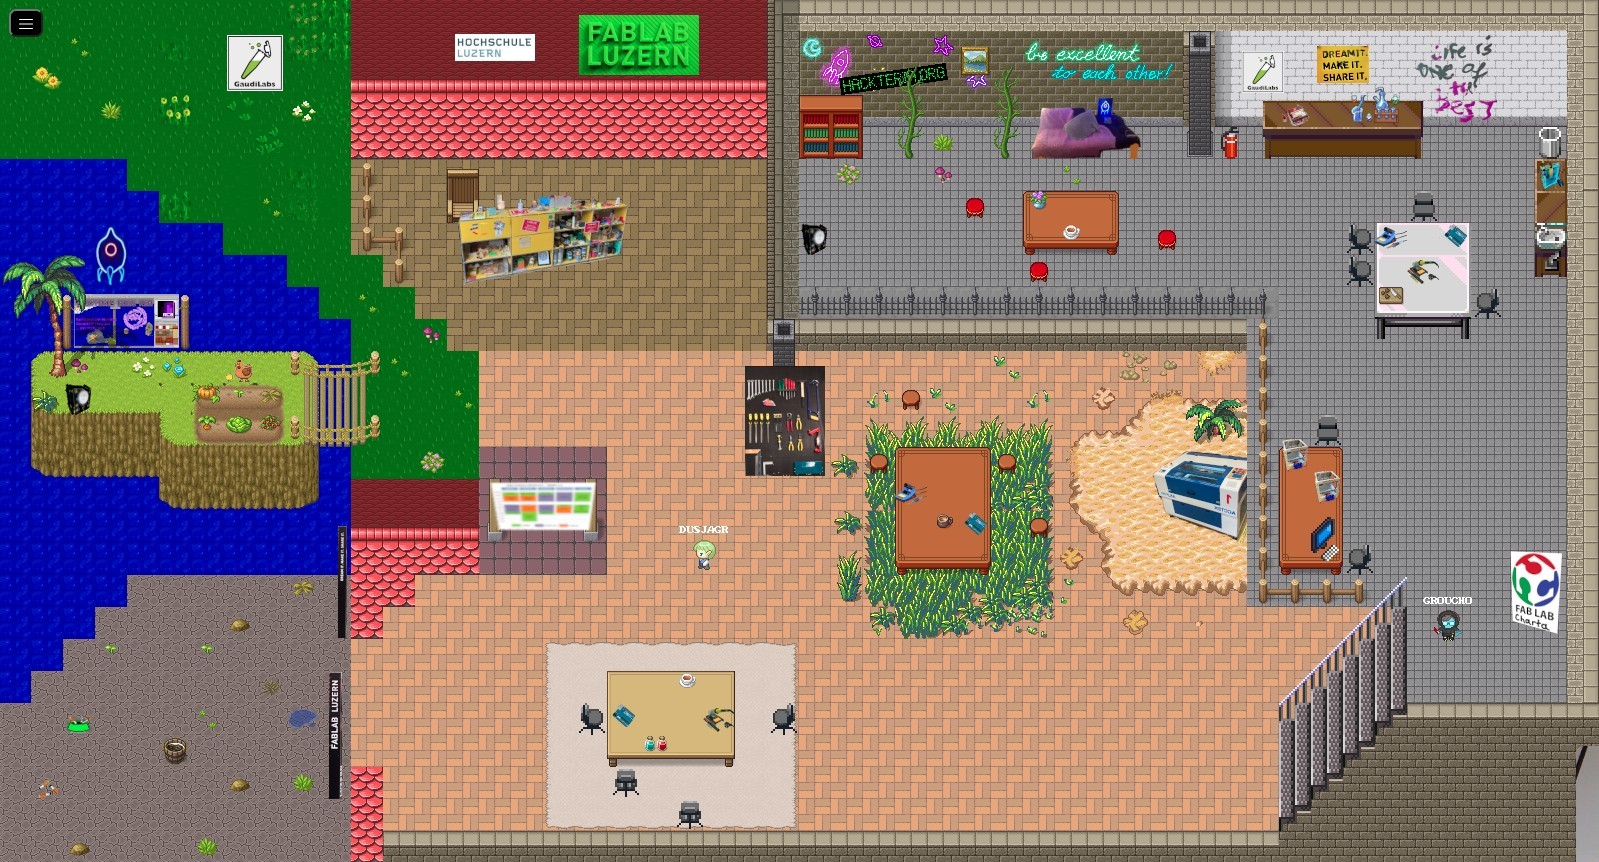 GaudiLabs
HOCHSCHULE
LUZERN
FABLAB
LUZERN
HACKTERIA.ORG
be excellent
to each other!
GaudiLabs
DREAM IT.
MAKE IT.
SHARE IT.
Life is
one of
the
BEST
DUSJAGR
GROUCHO
FAB LAB
Charta
FABLAB LUZERN